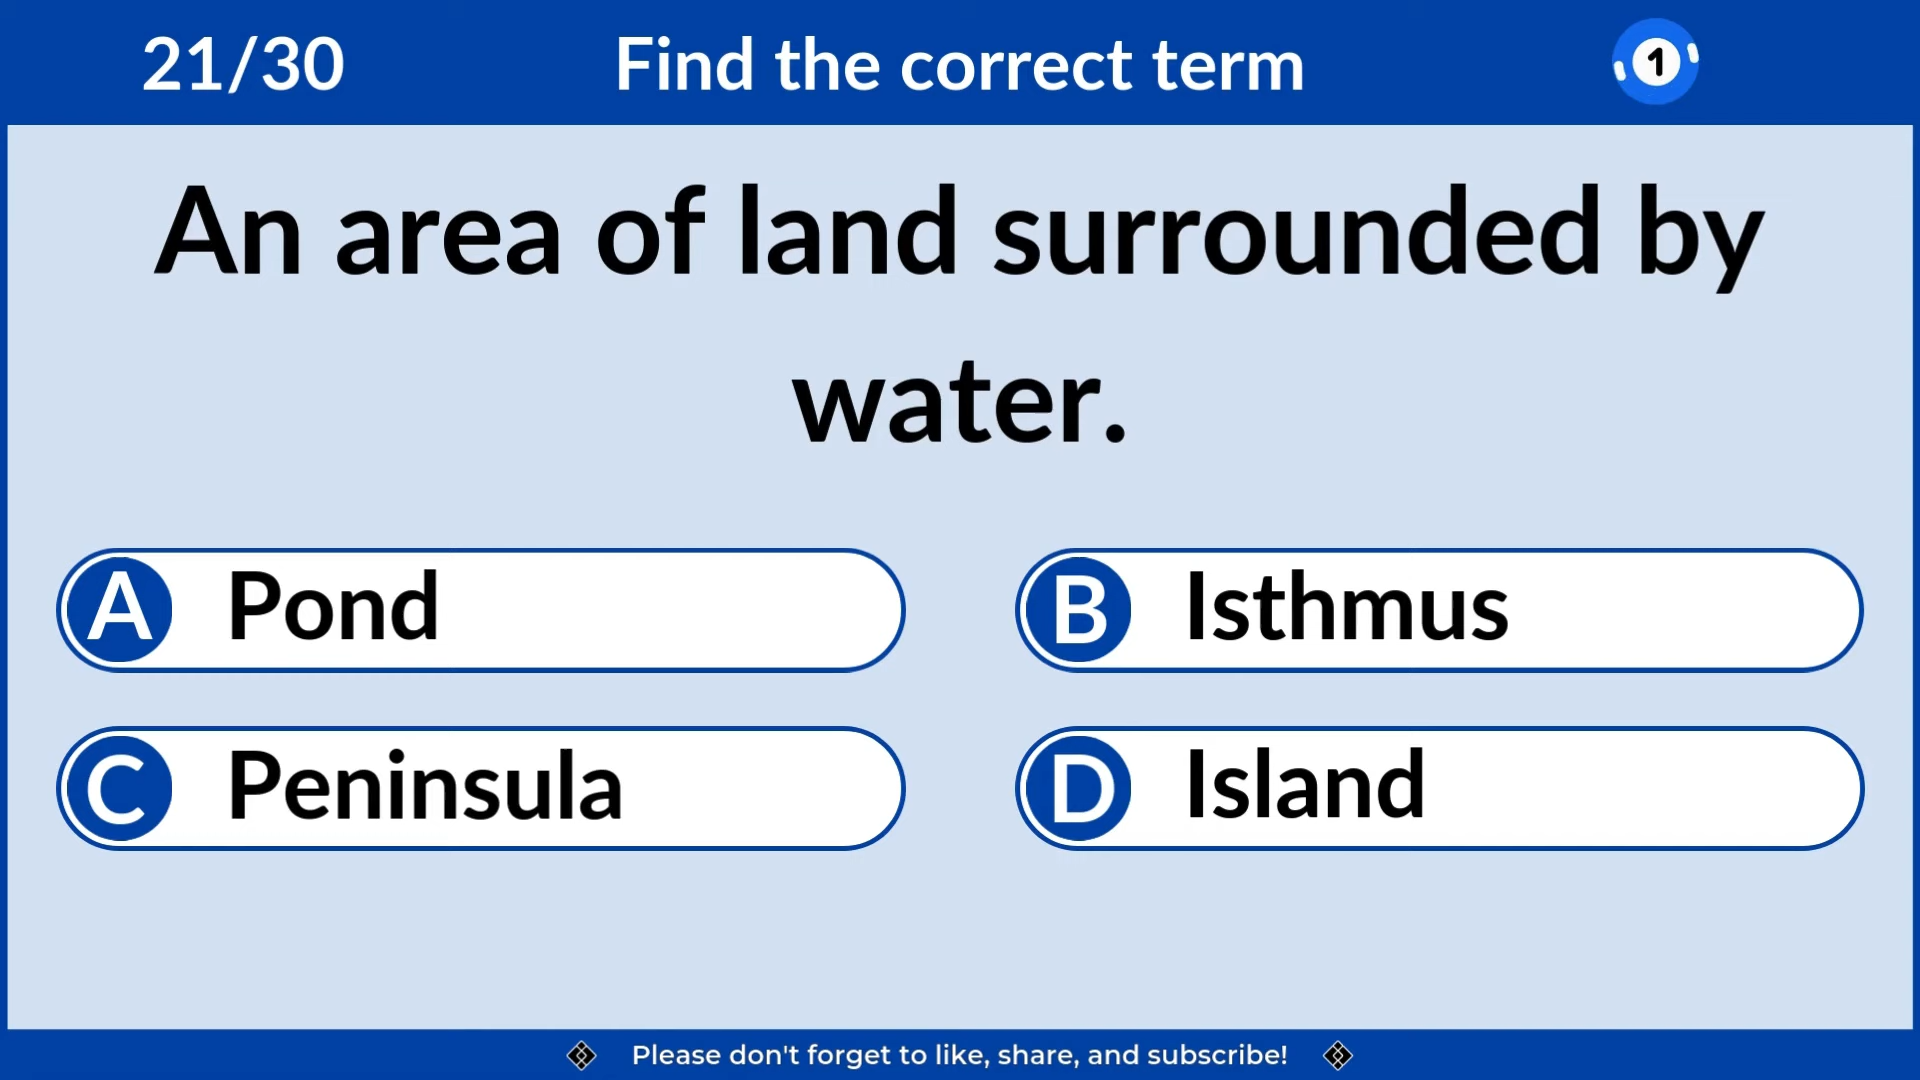 21/30 Find the correct term 1
An area of land surrounded by
water.
A Pond B Isthmus
C Peninsula D Island
Please don't forget to like, share, and subscribe!